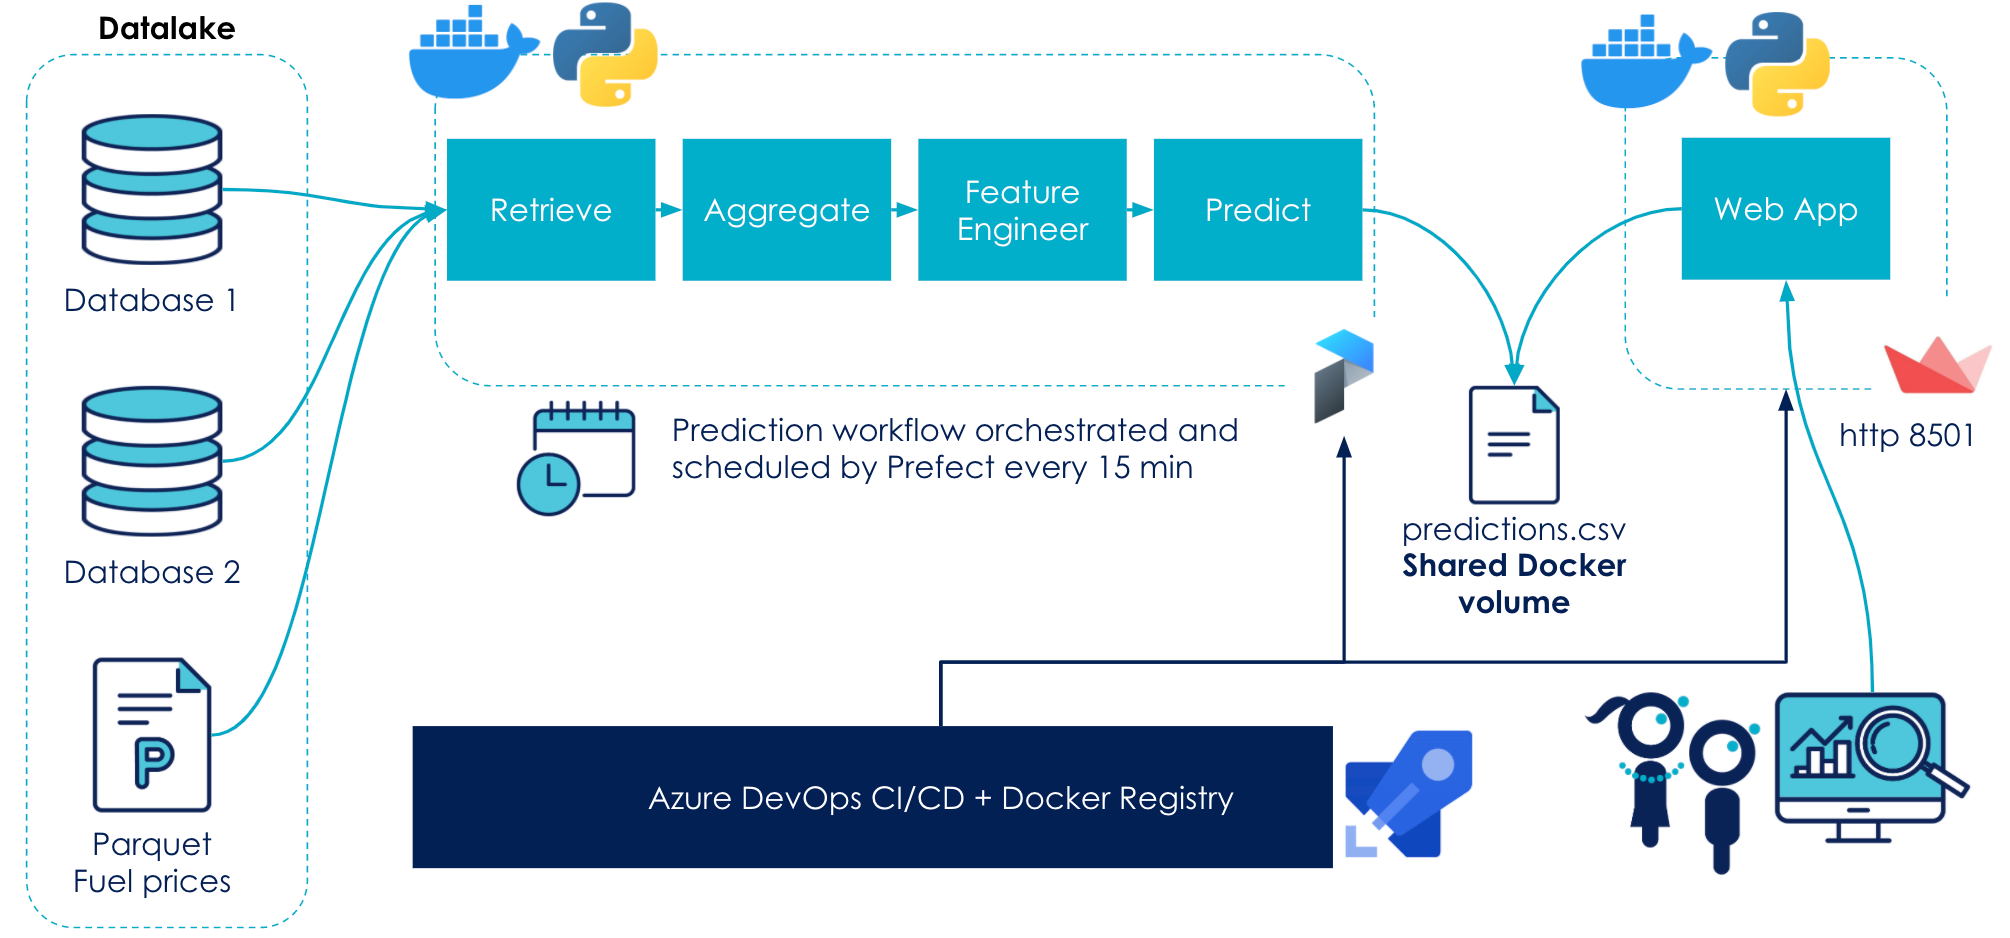 Datalake
Database 1
Database 2
Parquet
Fuel prices
Retrieve
Aggregate
Feature
Engineer
Predict
Prediction workflow orchestrated and
scheduled by Prefect every 15 min
predictions.csv
Shared Docker
volume
Web App
http 8501
Azure DevOps CI/CD + Docker Registry